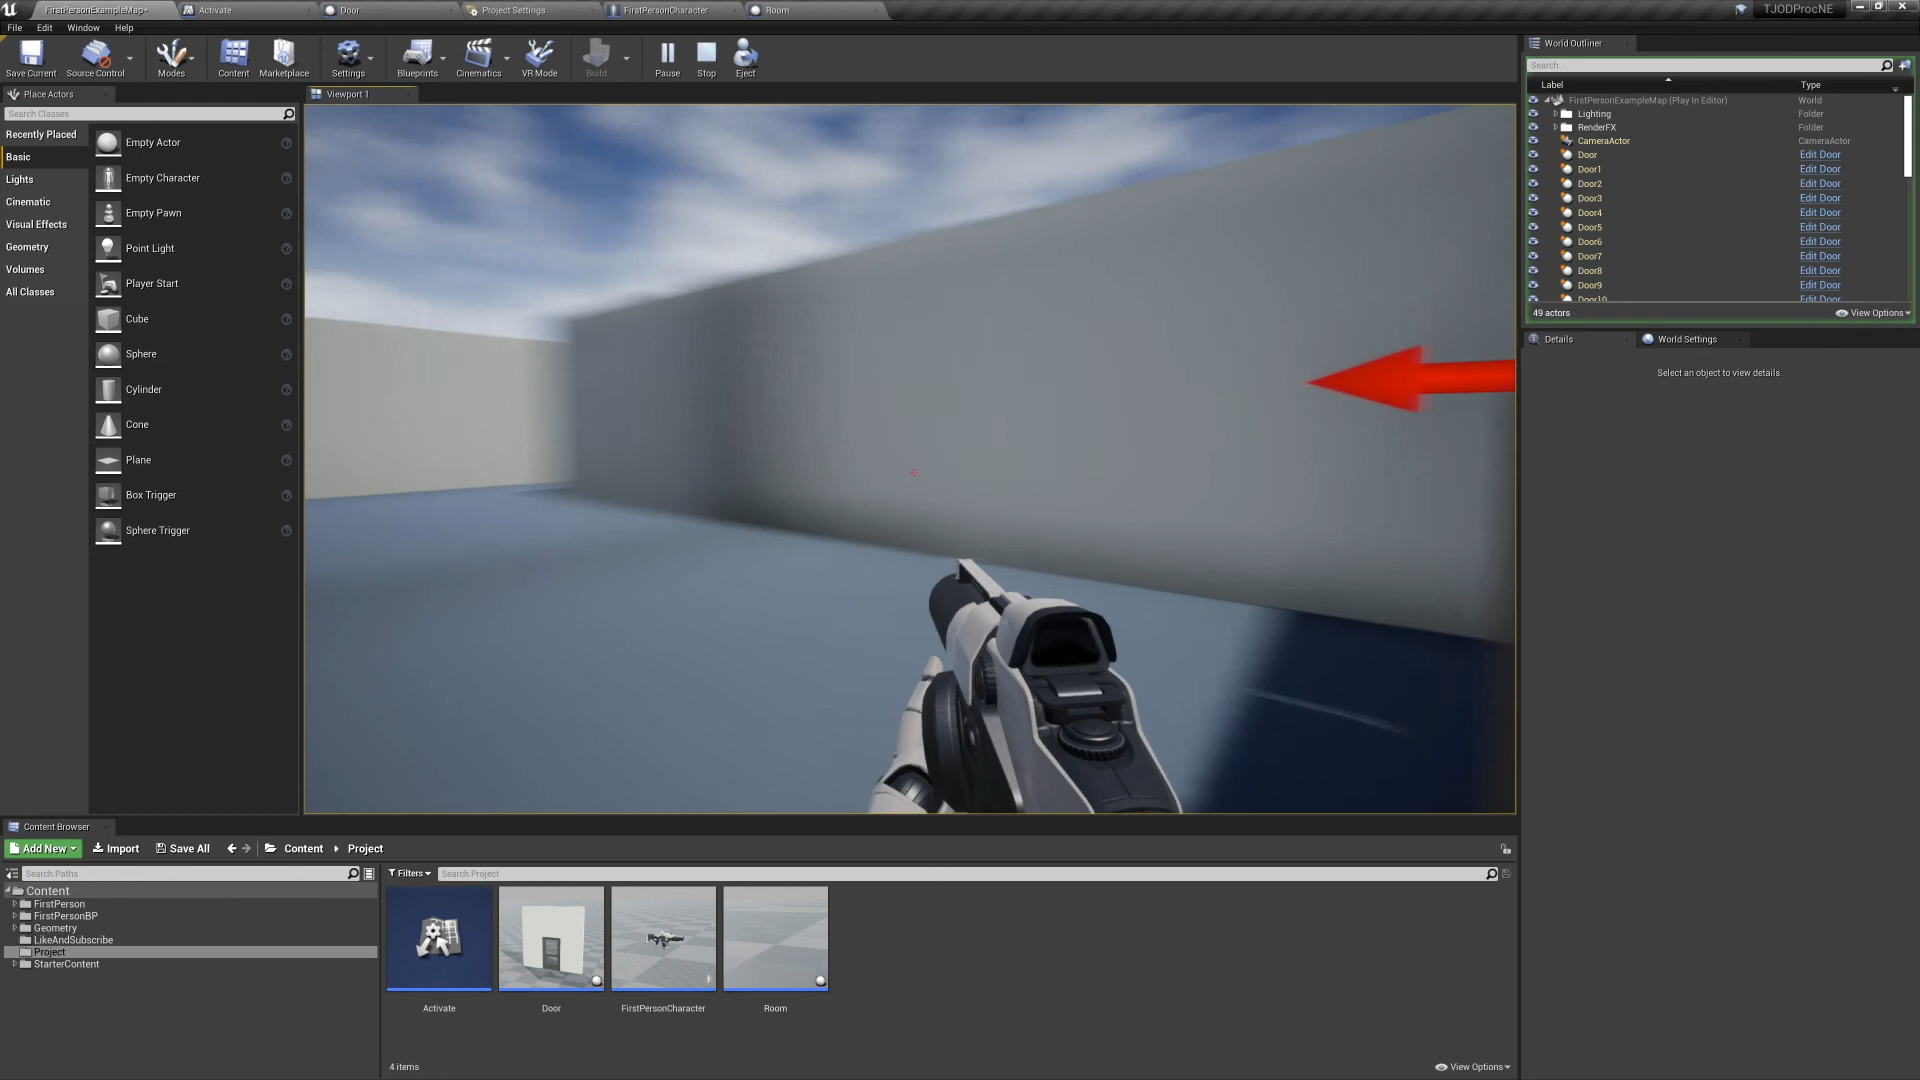 FirstPersonExampleMap•
Activate
Door
Project Settings
FirstPersonCharacter
Room
TJODProcNE
File
Edit
Window
Help
Save Current
Source Control
Modes
Content
Marketplace
Settings
Blueprints
Cinematics
VR Mode
Build
Pause
Stop
Eject
Place Actors
Search Classes
Recently Placed
Basic
Lights
Cinematic
Visual Effects
Geometry
Volumes
All Classes
Empty Actor
Empty Character
Empty Pawn
Point Light
Player Start
Cube
Sphere
Cylinder
Cone
Plane
Box Trigger
Sphere Trigger
Viewport 1
World Outliner
Search...
Label Type
FirstPersonExampleMap (Play In Editor) World
Lighting Folder
RenderFX Folder
CameraActor CameraActor
Door Edit Door
Door1 Edit Door
Door2 Edit Door
Door3 Edit Door
Door4 Edit Door
Door5 Edit Door
Door6 Edit Door
Door7 Edit Door
Door8 Edit Door
Door9 Edit Door
Door10 Edit Door
49 actors View Options
Details
World Settings
Select an object to view details.
Content Browser
Add New
Import
Save All
Content
Project
Search Paths
Filters
Search Project
Content
FirstPerson
FirstPersonBP
Geometry
LikeAndSubscribe
Project
StarterContent
Activate
Door
FirstPersonCharacter
Room
4 items
View Options